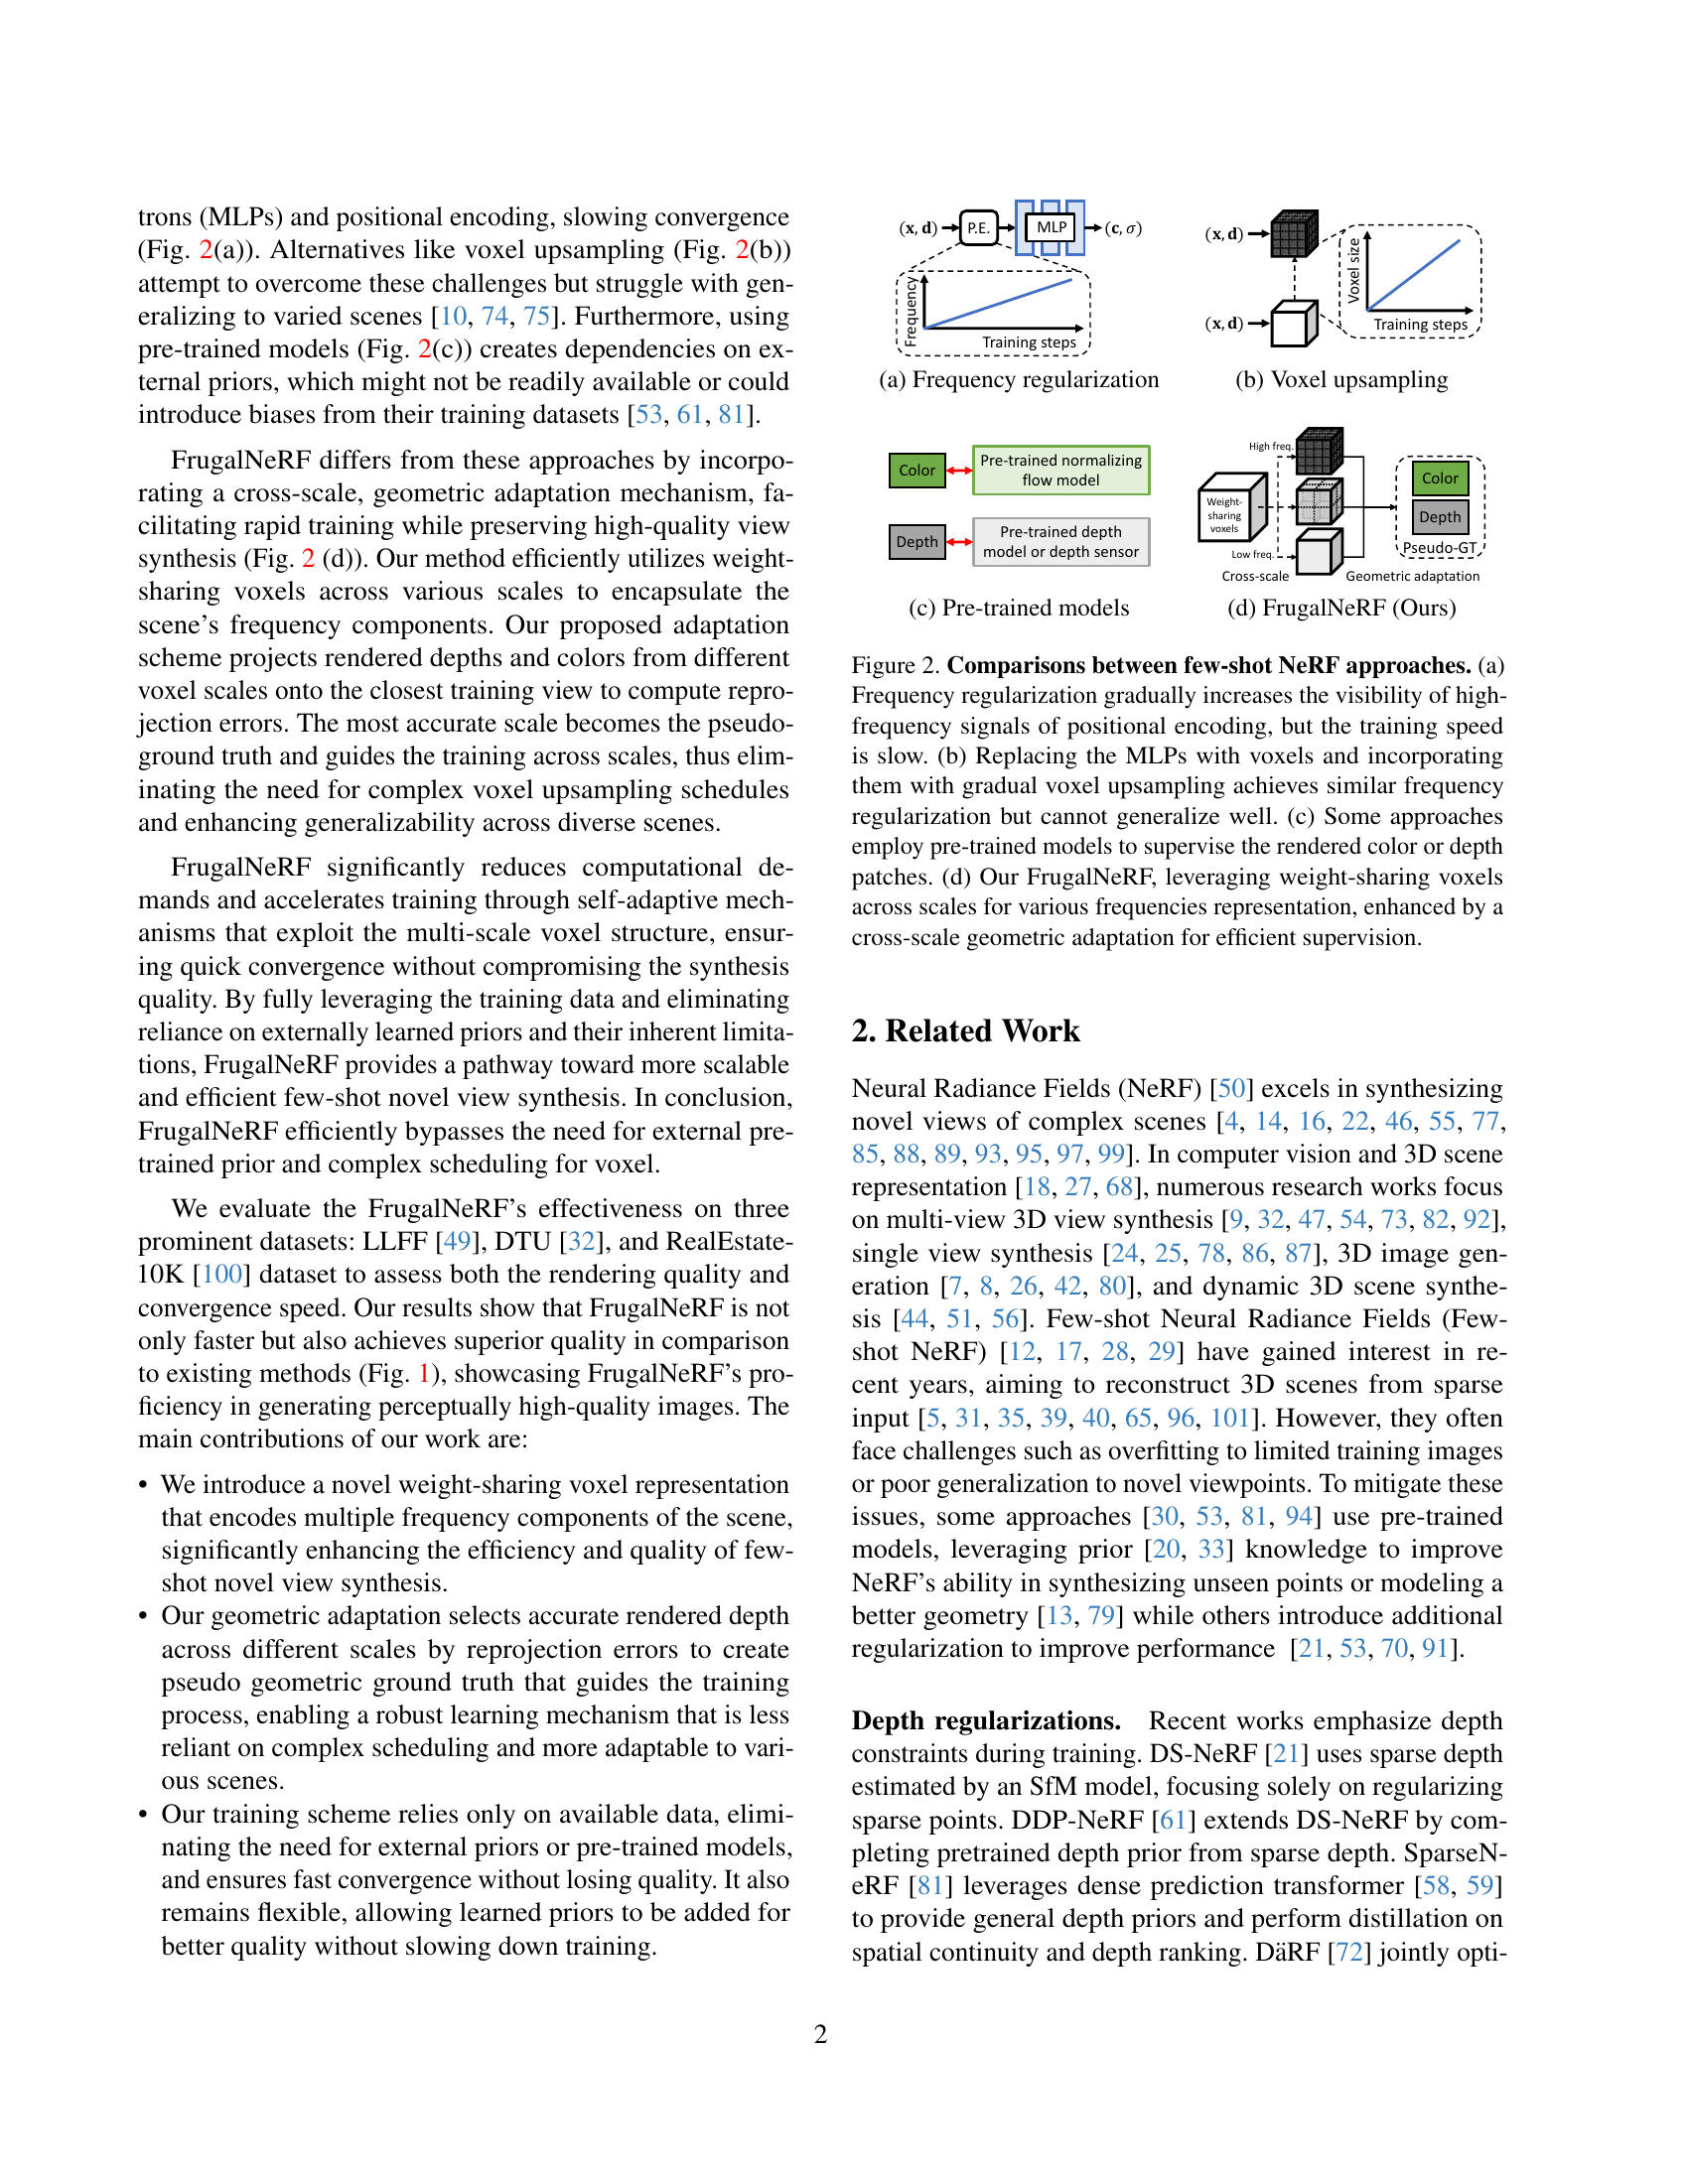 trons (MLPs) and positional encoding, slowing convergence
(Fig. 2(a)). Alternatives like voxel upsampling (Fig. 2(b))
attempt to overcome these challenges but struggle with gen-
eralizing to varied scenes [10, 74, 75]. Furthermore, using
pre-trained models (Fig. 2(c)) creates dependencies on ex-
ternal priors, which might not be readily available or could
introduce biases from their training datasets [53, 61, 81].
FrugalNeRF differs from these approaches by incorpo-
rating a cross-scale, geometric adaptation mechanism, fa-
cilitating rapid training while preserving high-quality view
synthesis (Fig. 2 (d)). Our method efficiently utilizes weight-
sharing voxels across various scales to encapsulate the
scene's frequency components. Our proposed adaptation
scheme projects rendered depths and colors from different
voxel scales onto the closest training view to compute repro-
jection errors. The most accurate scale becomes the pseudo-
ground truth and guides the training across scales, thus elim-
inating the need for complex voxel upsampling schedules
and enhancing generalizability across diverse scenes.
FrugalNeRF significantly reduces computational de-
mands and accelerates training through self-adaptive mech-
anisms that exploit the multi-scale voxel structure, ensur-
ing quick convergence without compromising the synthesis
quality. By fully leveraging the training data and eliminating
reliance on externally learned priors and their inherent limita-
tions, FrugalNeRF provides a pathway toward more scalable
and efficient few-shot novel view synthesis. In conclusion,
FrugalNeRF efficiently bypasses the need for external pre-
trained prior and complex scheduling for voxel.
We evaluate the FrugalNeRF's effectiveness on three
prominent datasets: LLFF [49], DTU [32], and RealEstate-
10K [100] dataset to assess both the rendering quality and
convergence speed. Our results show that FrugalNeRF is not
only faster but also achieves superior quality in comparison
to existing methods (Fig. 1), showcasing FrugalNeRF's pro-
ficiency in generating perceptually high-quality images. The
main contributions of our work are:
• We introduce a novel weight-sharing voxel representation
that encodes multiple frequency components of the scene,
significantly enhancing the efficiency and quality of few-
shot novel view synthesis.
• Our geometric adaptation selects accurate rendered depth
across different scales by reprojection errors to create
pseudo geometric ground truth that guides the training
process, enabling a robust learning mechanism that is less
reliant on complex scheduling and more adaptable to vari-
ous scenes.
• Our training scheme relies only on available data, elimi-
nating the need for external priors or pre-trained models,
and ensures fast convergence without losing quality. It also
remains flexible, allowing learned priors to be added for
better quality without slowing down training.
(x, d)
P.E.
MLP
(c, σ)
Frequency
Training steps
(a) Frequency regularization
(x, d)
(x, d)
Voxel size
Training steps
(b) Voxel upsampling
Color
Pre-trained normalizing
flow model
Depth
Pre-trained depth
model or depth sensor
(c) Pre-trained models
High freq.
Weight-
sharing
voxels
Low freq.
Cross-scale
Color
Depth
Pseudo-GT
Geometric adaptation
(d) FrugalNeRF (Ours)
Figure 2. Comparisons between few-shot NeRF approaches. (a)
Frequency regularization gradually increases the visibility of high-
frequency signals of positional encoding, but the training speed
is slow. (b) Replacing the MLPs with voxels and incorporating
them with gradual voxel upsampling achieves similar frequency
regularization but cannot generalize well. (c) Some approaches
employ pre-trained models to supervise the rendered color or depth
patches. (d) Our FrugalNeRF, leveraging weight-sharing voxels
across scales for various frequencies representation, enhanced by a
cross-scale geometric adaptation for efficient supervision.
2. Related Work
Neural Radiance Fields (NeRF) [50] excels in synthesizing
novel views of complex scenes [4, 14, 16, 22, 46, 55, 77,
85, 88, 89, 93, 95, 97, 99]. In computer vision and 3D scene
representation [18, 27, 68], numerous research works focus
on multi-view 3D view synthesis [9, 32, 47, 54, 73, 82, 92],
single view synthesis [24, 25, 78, 86, 87], 3D image gen-
eration [7, 8, 26, 42, 80], and dynamic 3D scene synthe-
sis [44, 51, 56]. Few-shot Neural Radiance Fields (Few-
shot NeRF) [12, 17, 28, 29] have gained interest in re-
cent years, aiming to reconstruct 3D scenes from sparse
input [5, 31, 35, 39, 40, 65, 96, 101]. However, they often
face challenges such as overfitting to limited training images
or poor generalization to novel viewpoints. To mitigate these
issues, some approaches [30, 53, 81, 94] use pre-trained
models, leveraging prior [20, 33] knowledge to improve
NeRF's ability in synthesizing unseen points or modeling a
better geometry [13, 79] while others introduce additional
regularization to improve performance [21, 53, 70, 91].
Depth regularizations. Recent works emphasize depth
constraints during training. DS-NeRF [21] uses sparse depth
estimated by an SfM model, focusing solely on regularizing
sparse points. DDP-NeRF [61] extends DS-NeRF by com-
pleting pretrained depth prior from sparse depth. SparseN-
eRF [81] leverages dense prediction transformer [58, 59]
to provide general depth priors and perform distillation on
spatial continuity and depth ranking. DäRF [72] jointly opti-
2